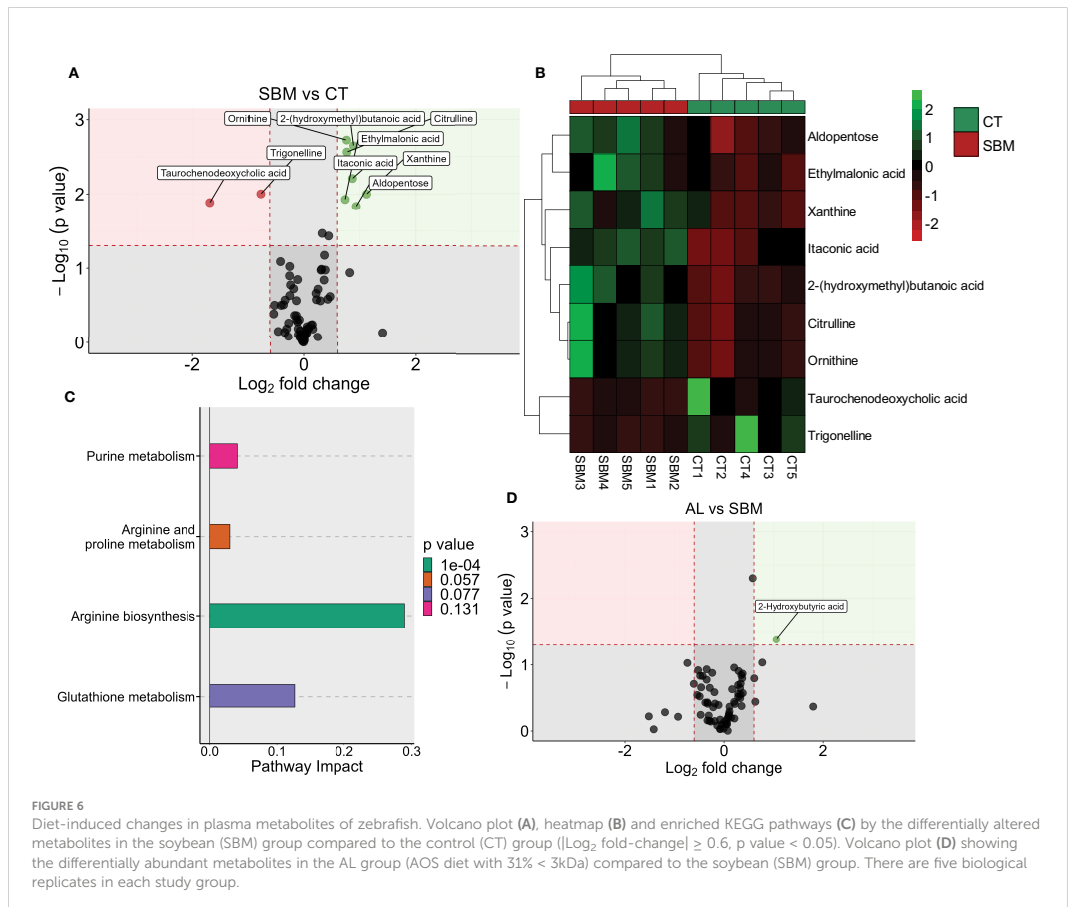 A
SBM vs CT
Ornithine
2-(hydroxymethyl)butanoic acid
Citrulline
Ethylmalonic acid
Trigonelline
Itaconic acid
Xanthine
Taurochenodeoxycholic acid
Aldopentose
3
2
1
0
− Log10 (p value)
-2
0
2
Log2 fold change
B
Aldopentose
Ethylmalonic acid
Xanthine
Itaconic acid
2-(hydroxymethyl)butanoic acid
Citrulline
Ornithine
Taurochenodeoxycholic acid
Trigonelline
SBM3
SBM4
SBM5
SBM1
SBM2
CT1
CT2
CT4
CT3
CT5
2
1
0
-1
-2
CT
SBM
C
Purine metabolism
Arginine and
proline metabolism
Arginine biosynthesis
Glutathione metabolism
0.0
0.1
0.2
0.3
Pathway Impact
p value
1e-04
0.057
0.077
0.131
D
AL vs SBM
2-Hydroxybutyric acid
3
2
1
0
− Log10 (p value)
-2
0
2
Log2 fold change
FIGURE 6
Diet-induced changes in plasma metabolites of zebrafish. Volcano plot (A), heatmap (B) and enriched KEGG pathways (C) by the differentially altered
metabolites in the soybean (SBM) group compared to the control (CT) group (|Log2 fold-change| ≥ 0.6, p value < 0.05). Volcano plot (D) showing
the differentially abundant metabolites in the AL group (AOS diet with 31% < 3kDa) compared to the soybean (SBM) group. There are five biological
replicates in each study group.